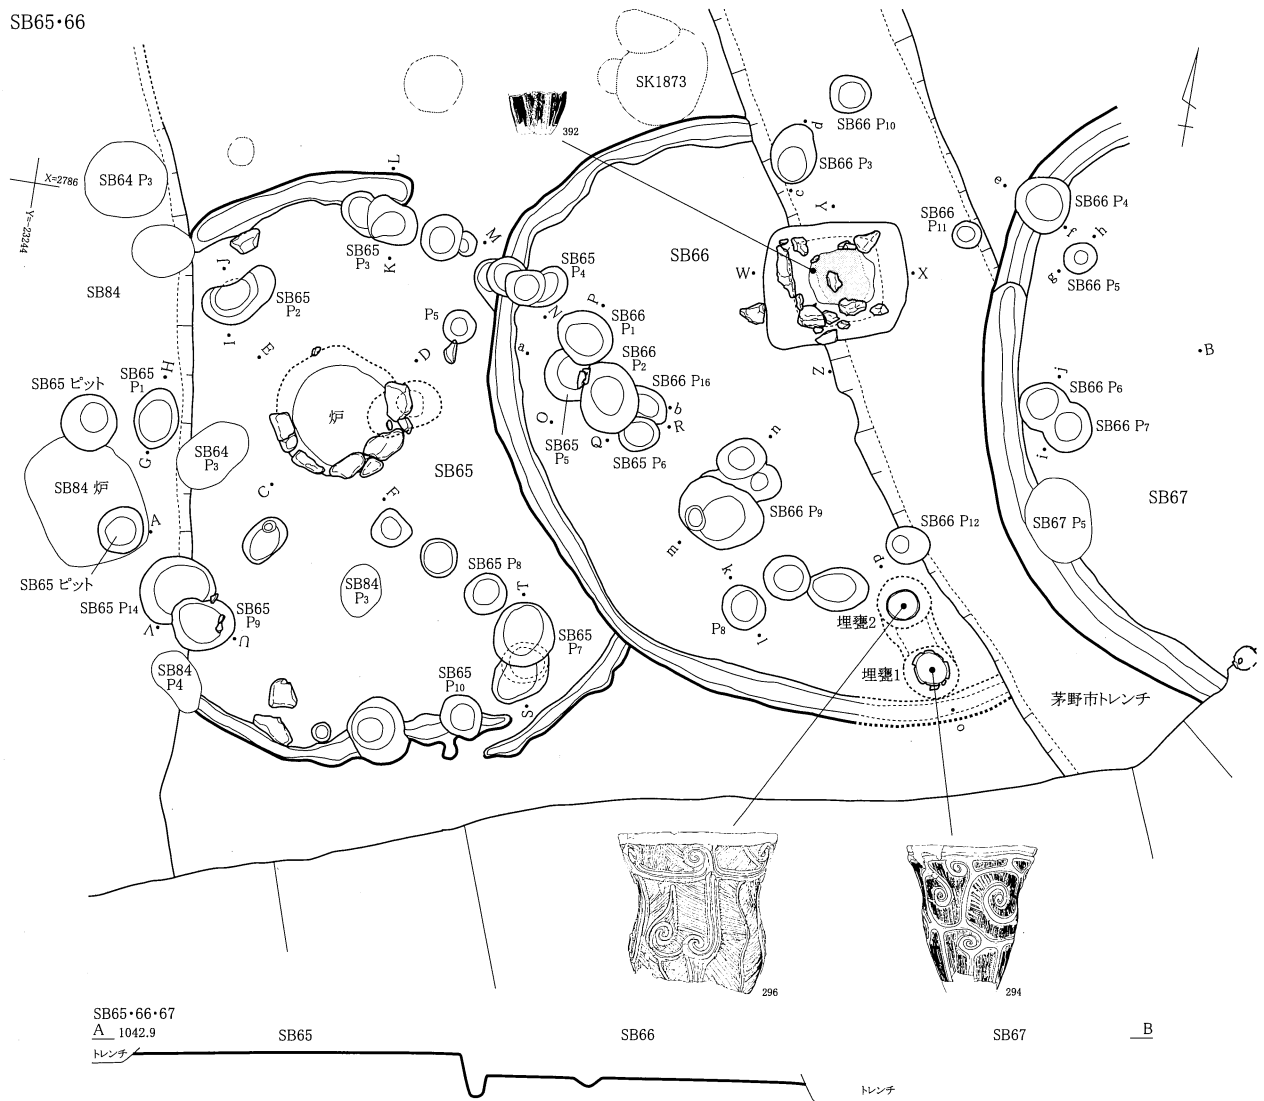 SB65・66
SK1873
392
SB66 P10
SB64 P3
X=2786
Y=-23244
L
d
SB66 P3
c
Y
e
SB66 P4
f
h
SB66
P11
g
SB66 P5
SB65
P3
K
M
SB65
P4
SB66
W
X
SB84
J
SB65
P2
I
E
P5
D
N
P
SB66
P1
a
SB66
P2
SB66 P16
b
R
O
SB65
P5
Q
SB65 P6
Z
B
j
SB66 P6
SB66 P7
i
SB65 ピット
SB65
P1
H
G
炉
SB64
P3
SB65
SB84 炉
A
C
F
n
SB66 P9
m
SB67
SB67 P5
SB66 P12
d
SB65 ピット
SB65 P14
V
SB65
P9
U
SB84
P3
SB65 P8
T
SB65
P7
k
P8
l
埋甕2
埋甕1
SB84
P4
SB65
P10
S
o
茅野市トレンチ
296
294
SB65・66・67
A 1042.9
SB65
SB66
SB67
B
トレンチ
トレンチ